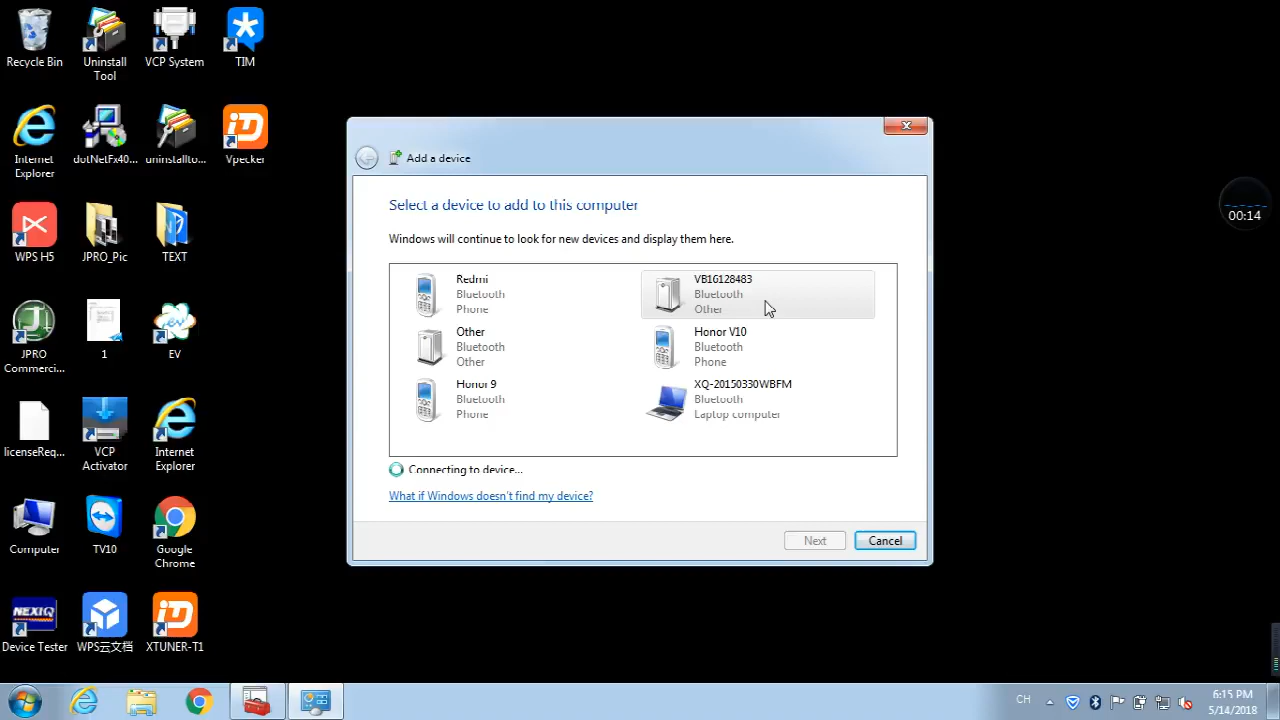 Recycle Bin
Uninstall
Tool
VCP System
TIM
Internet
Explorer
dotNetFx40...
uninstallto...
Vpecker
WPS H5
JPRO_Pic
TEXT
JPRO
Commerci...
1
EV
licenseReq...
VCP
Activator
Internet
Explorer
Computer
TV10
Google
Chrome
NEXIQ
Device Tester
WPS云文档
XTUNER-T1
Add a device
Select a device to add to this computer
Windows will continue to look for new devices and display them here.
Redmi
Bluetooth
Phone
VB16128483
Bluetooth
Other
Other
Bluetooth
Other
Honor V10
Bluetooth
Phone
Honor 9
Bluetooth
Phone
XQ-20150330WBFM
Bluetooth
Laptop computer
Connecting to device...
What if Windows doesn't find my device?
Next
Cancel
00:14
CH
6:15 PM
5/14/2018